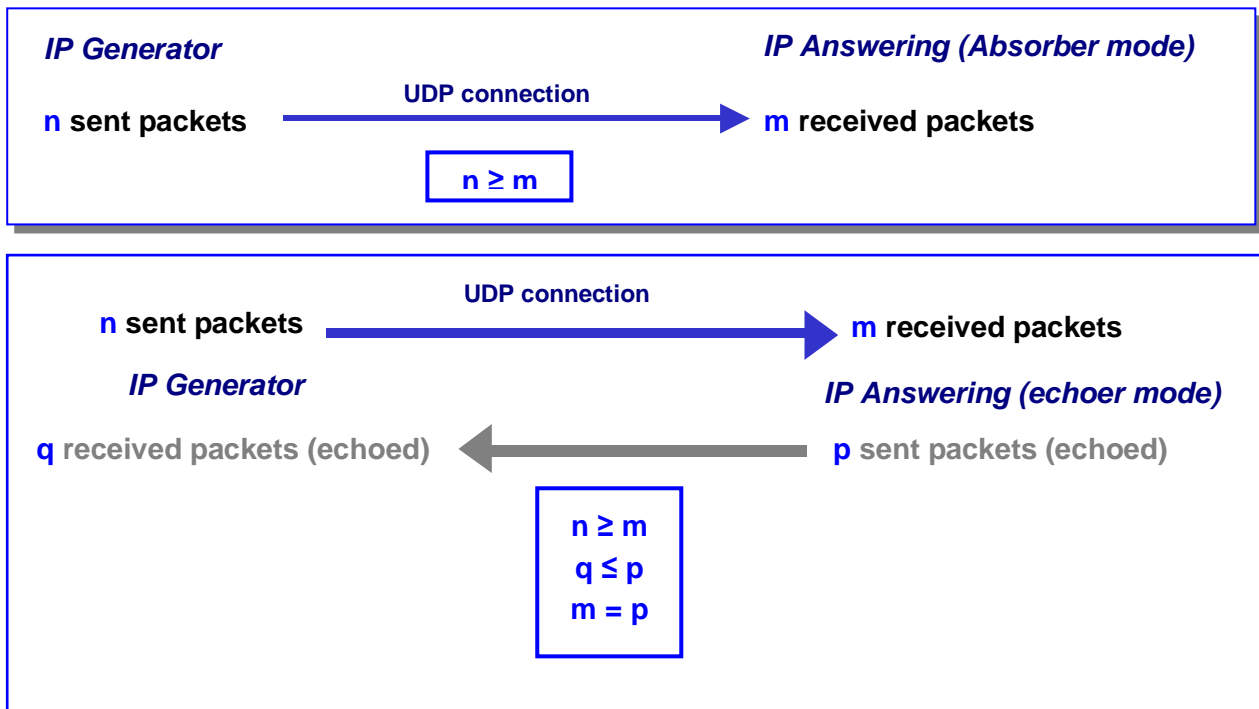 IP Generator
IP Answering (Absorber mode)
UDP connection
n sent packets
m received packets
n ≥ m
UDP connection
n sent packets
m received packets
IP Generator
IP Answering (echoer mode)
q received packets (echoed)
p sent packets (echoed)
n ≥ m
q ≤ p
m = p